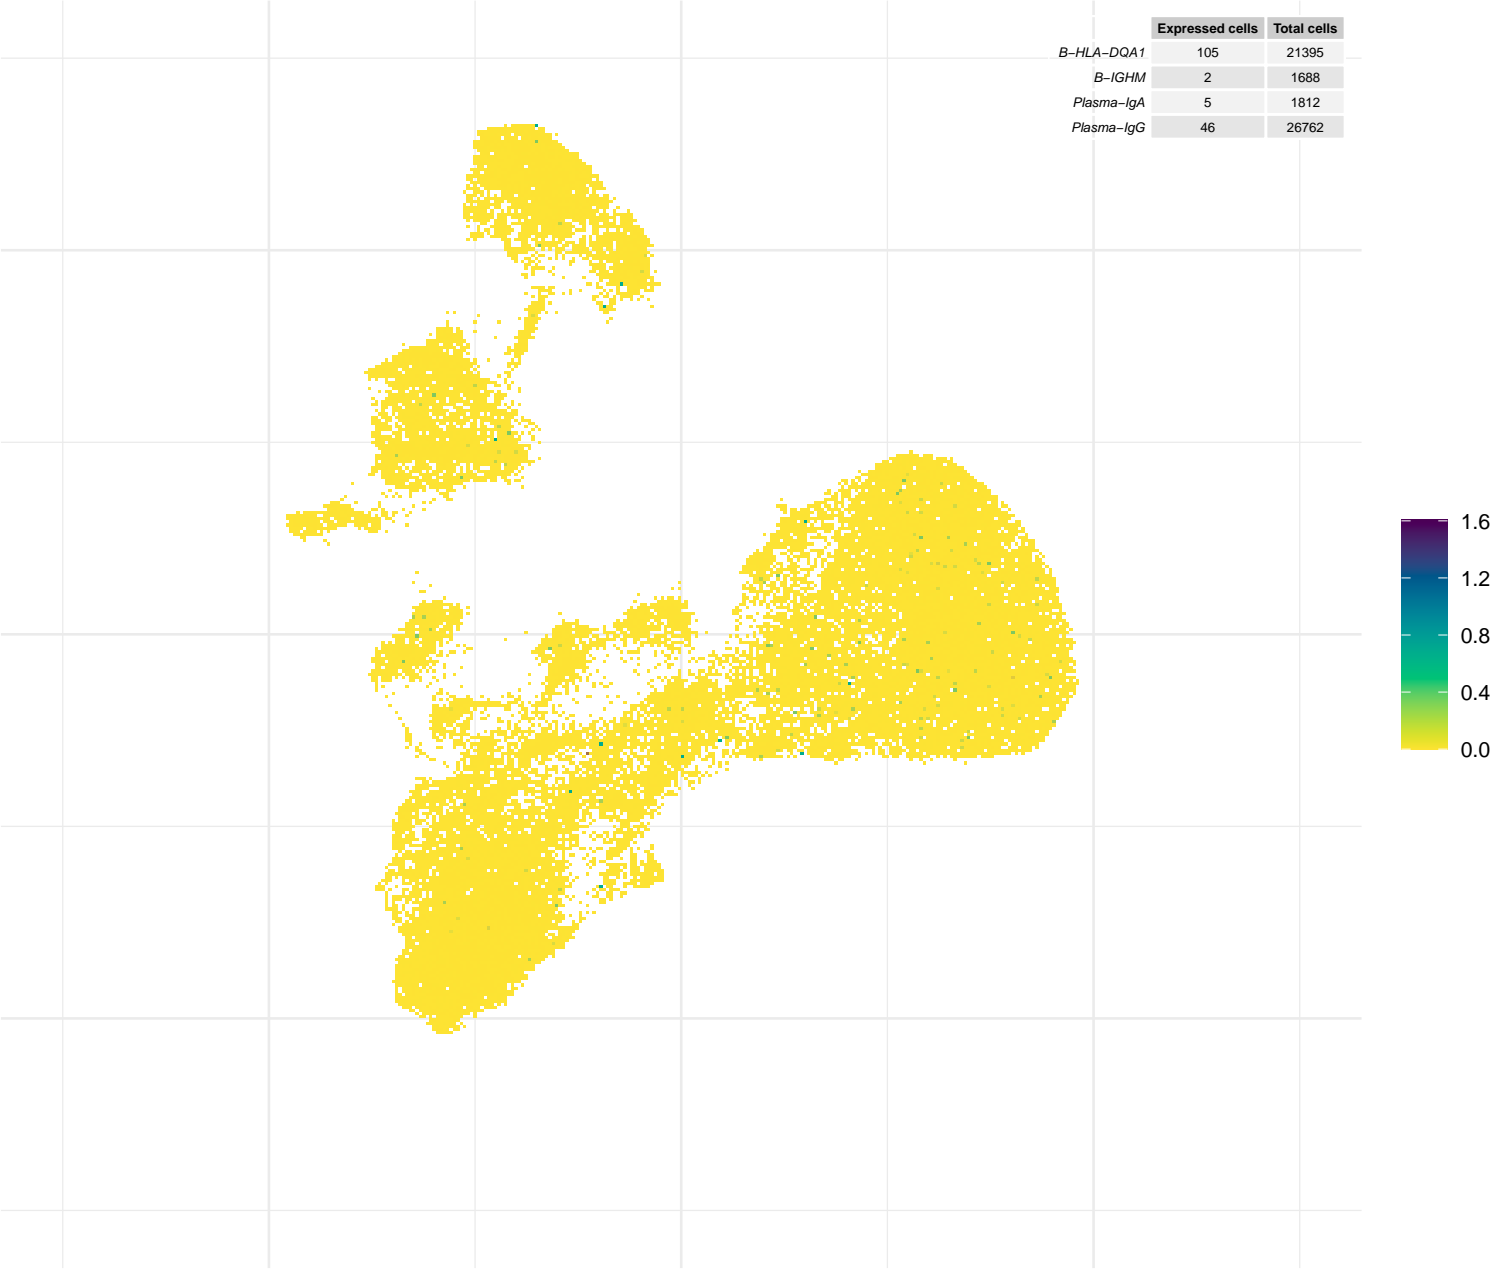 Expressed cells Total cells
B−HLA−DQA1 105 21395
B−IGHM 2 1688
Plasma−IgA 5 1812
Plasma−IgG 46 26762
1.6
1.2
0.8
0.4
0.0